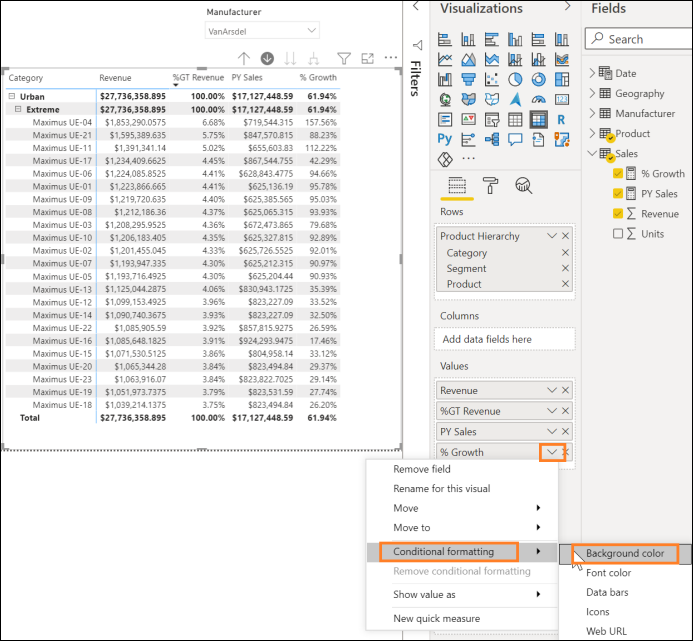 Manufacturer
VanArsdel
Category Revenue %GT Revenue PY Sales % Growth
Urban $27,736,358.895 100.00% $17,127,448.59 61.94%
Extreme $27,736,358.895 100.00% $17,127,448.59 61.94%
Maximus UE-04 $1,853,290.0575 6.68% $719,544.315 157.56%
Maximus UE-21 $1,595,389.635 5.75% $847,570.815 88.23%
Maximus UE-11 $1,391,341.14 5.02% $655,603.83 112.22%
Maximus UE-17 $1,234,409.6625 4.45% $867,544.755 42.29%
Maximus UE-06 $1,224,085.8525 4.41% $628,843.4775 94.66%
Maximus UE-01 $1,223,866.665 4.41% $625,136.19 95.78%
Maximus UE-09 $1,219,720.635 4.40% $625,385.565 95.03%
Maximus UE-08 $1,212,186.36 4.37% $625,065.315 93.93%
Maximus UE-03 $1,208,295.9525 4.36% $672,473.865 79.68%
Maximus UE-10 $1,206,183.405 4.35% $625,327.815 92.89%
Maximus UE-02 $1,201,455.045 4.33% $625,726.5525 92.01%
Maximus UE-07 $1,193,947.335 4.30% $625,212.315 90.97%
Maximus UE-05 $1,193,716.4925 4.30% $625,204.44 90.93%
Maximus UE-13 $1,125,044.2875 4.06% $830,943.1725 35.39%
Maximus UE-12 $1,099,153.4925 3.96% $823,227.09 33.52%
Maximus UE-14 $1,090,740.3675 3.93% $823,227.09 32.50%
Maximus UE-22 $1,085,905.59 3.92% $857,815.9275 26.59%
Maximus UE-16 $1,085,648.1825 3.91% $924,293.9475 17.46%
Maximus UE-15 $1,071,530.5125 3.86% $804,958.14 33.12%
Maximus UE-20 $1,065,344.28 3.84% $823,494.84 29.37%
Maximus UE-23 $1,063,916.07 3.84% $823,822.7025 29.14%
Maximus UE-19 $1,051,973.7375 3.79% $823,531.59 27.74%
Maximus UE-18 $1,039,214.1375 3.75% $823,494.84 26.20%
Total $27,736,358.895 100.00% $17,127,448.59 61.94%
Filters
Visualizations
Py
R
123
Rows
Product Hierarchy
Category
Segment
Product
Columns
Add data fields here
Values
Revenue
%GT Revenue
PY Sales
% Growth
Fields
Search
Date
Geography
Manufacturer
Product
Sales
% Growth
PY Sales
Revenue
Units
Remove field
Rename for this visual
Move
Move to
Conditional formatting
Remove conditional formatting
Show value as
New quick measure
Background color
Font color
Data bars
Icons
Web URL